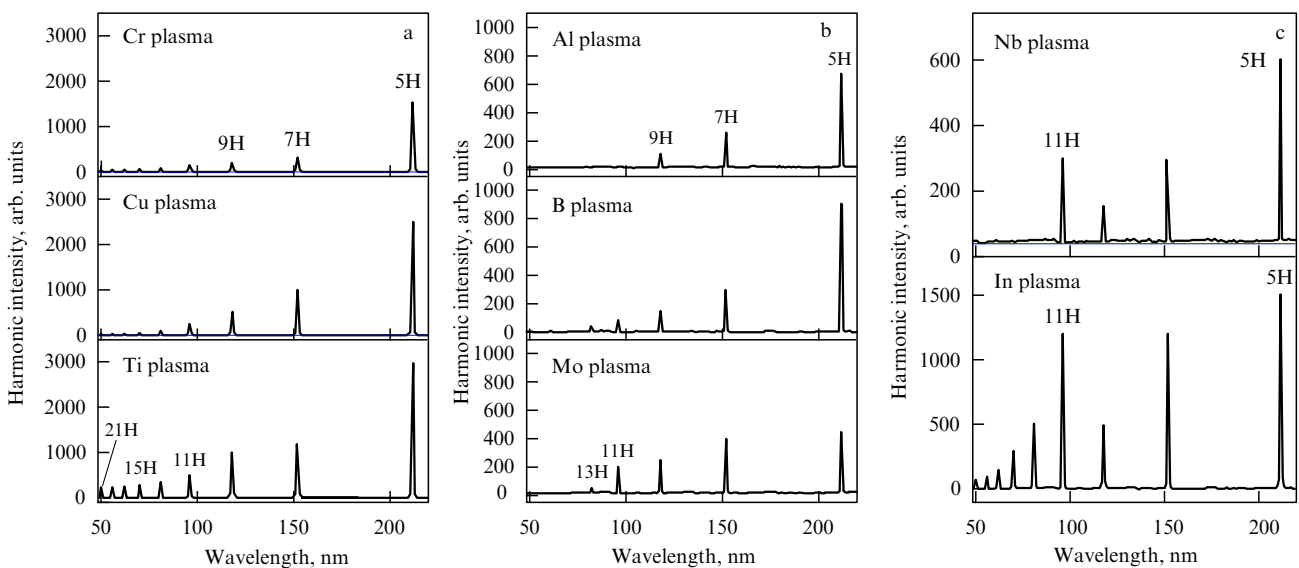 Harmonic intensity, arb. units
3000
Cr plasma
a
2000
5H
1000
9H
7H
0
3000
Cu plasma
2000
1000
0
3000
Ti plasma
2000
21H
1000
15H
11H
0
50
100
150
200
Wavelength, nm
Harmonic intensity, arb. units
1000
Al plasma
b
800
5H
600
7H
400
9H
200
0
1000
B plasma
800
600
400
200
0
1000
Mo plasma
800
600
400
11H
200
13H
0
50
100
150
200
Wavelength, nm
Harmonic intensity, arb. units
Nb plasma
c
600
5H
400
11H
200
0
In plasma
5H
1500
11H
1000
500
0
50
100
150
200
Wavelength, nm